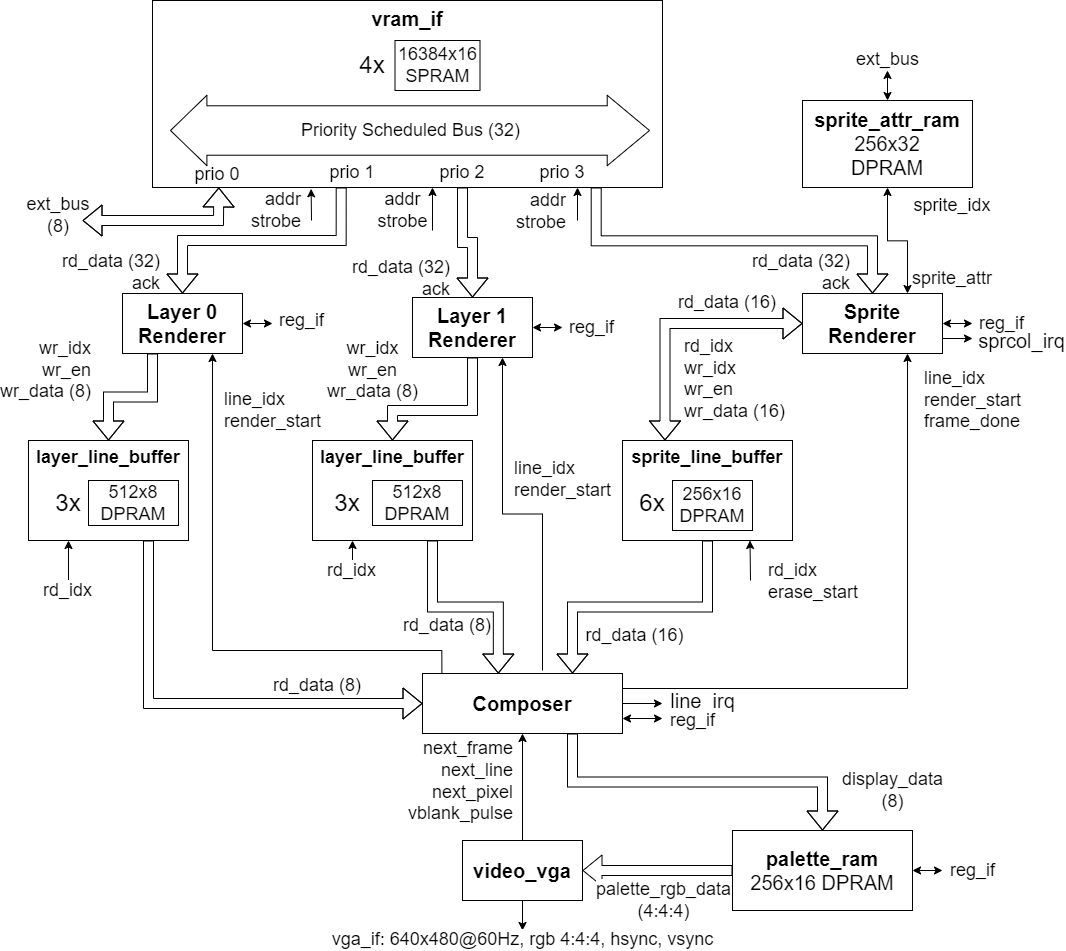 vram_if
4x
16384x16
SPRAM
Priority Scheduled Bus (32)
prio 0
prio 1
prio 2
prio 3
ext_bus
(8)
addr
strobe
addr
strobe
addr
strobe
ext_bus
sprite_attr_ram
256x32
DPRAM
sprite_idx
sprite_attr
rd_data (32)
ack
rd_data (32)
ack
rd_data (32)
ack
Layer 0
Renderer
reg_if
Layer 1
Renderer
reg_if
Sprite
Renderer
reg_if
sprcol_irq
rd_data (16)
wr_idx
wr_en
wr_data (8)
wr_idx
wr_en
wr_data (8)
rd_idx
wr_idx
wr_en
wr_data (16)
line_idx
render_start
line_idx
render_start
line_idx
render_start
frame_done
layer_line_buffer
3x
512x8
DPRAM
layer_line_buffer
3x
512x8
DPRAM
sprite_line_buffer
6x
256x16
DPRAM
rd_idx
rd_idx
rd_idx
erase_start
rd_data (8)
rd_data (8)
rd_data (16)
Composer
line_irq
reg_if
next_frame
next_line
next_pixel
vblank_pulse
display_data
(8)
video_vga
palette_rgb_data
(4:4:4)
palette_ram
256x16 DPRAM
reg_if
vga_if: 640x480@60Hz, rgb 4:4:4, hsync, vsync